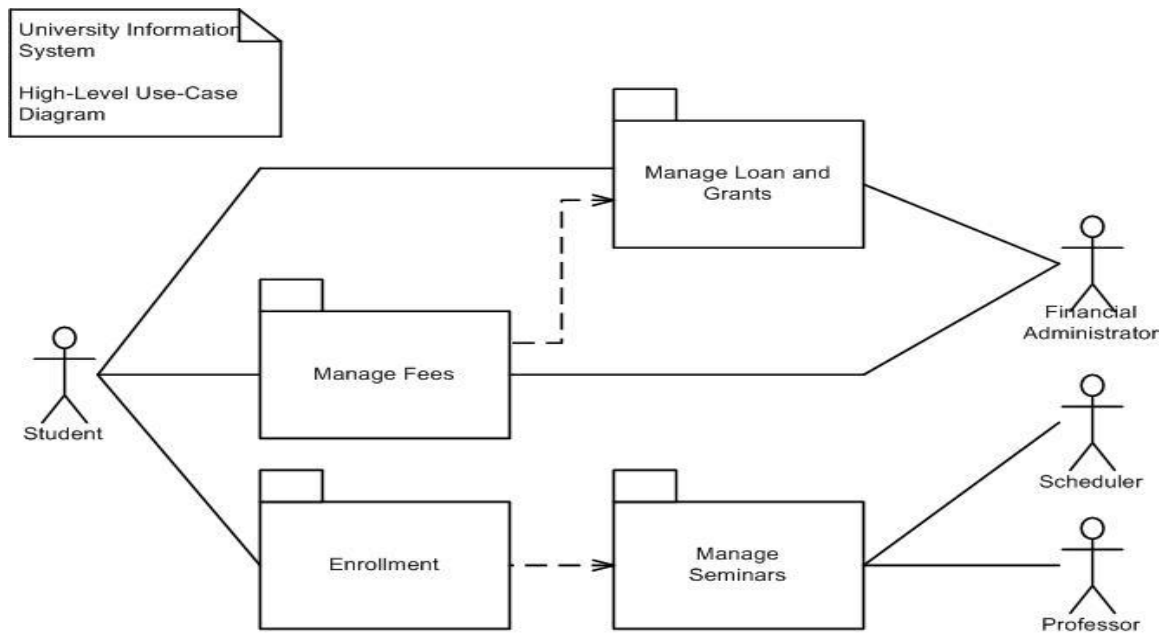 University Information
System
High-Level Use-Case
Diagram
Manage Loan and
Grants
Financial
Administrator
Manage Fees
Student
Scheduler
Enrollment
Manage
Seminars
Professor